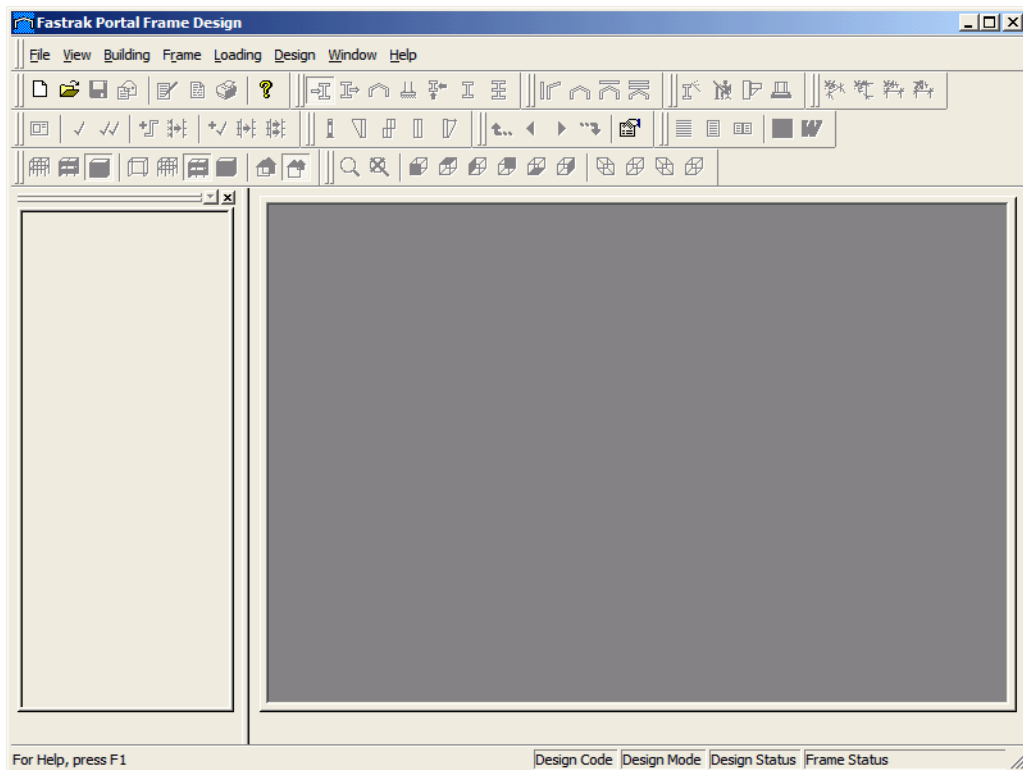 Fastrak Portal Frame Design
File View Building Frame Loading Design Window Help
For Help, press F1 Design Code Design Mode Design Status Frame Status